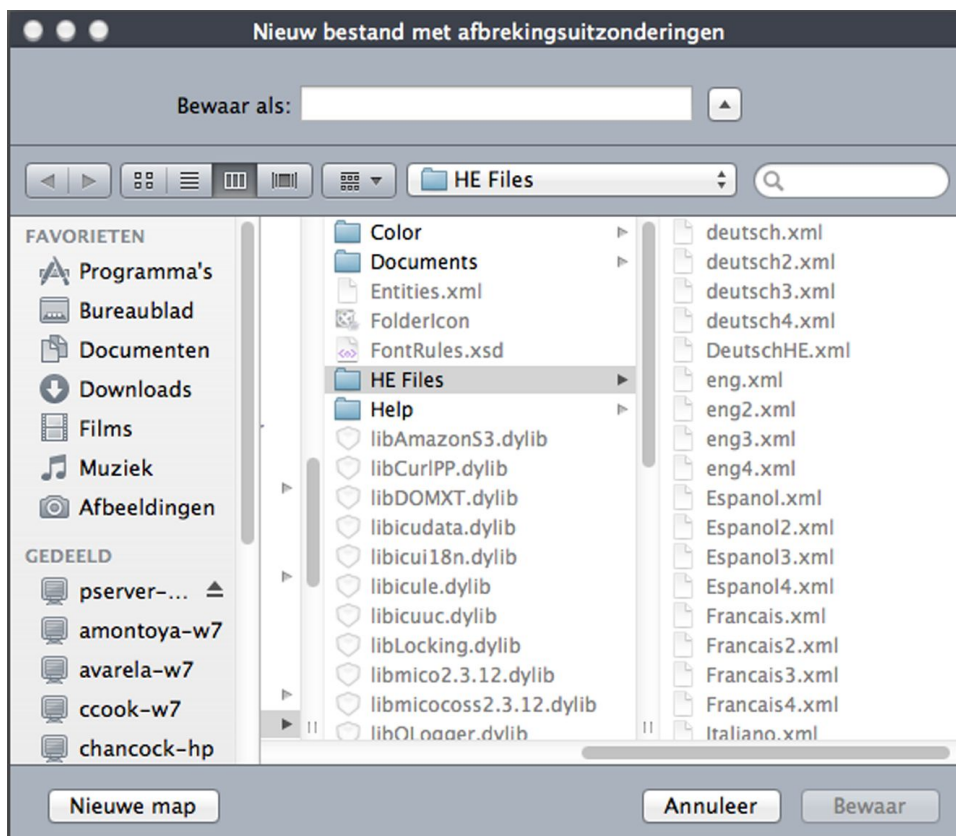 Nieuw bestand met afbrekingsuitzonderingen
Bewaar als:
HE Files
FAVORIETEN
Programma's
Bureaublad
Documenten
Downloads
Films
Muziek
Afbeeldingen
GEDEELD
pserver-...
amontoya-w7
avarela-w7
ccook-w7
chancock-hp
Color
Documents
Entities.xml
FolderIcon
FontRules.xsd
HE Files
Help
libAmazonS3.dylib
libCurlPP.dylib
libDOMXT.dylib
libicudata.dylib
libicui18n.dylib
libicule.dylib
libicuuc.dylib
libLocking.dylib
libmico2.3.12.dylib
libmicocoss2.3.12.dylib
libQLogger.dylib
deutsch.xml
deutsch2.xml
deutsch3.xml
deutsch4.xml
DeutschHE.xml
eng.xml
eng2.xml
eng3.xml
eng4.xml
Espanol.xml
Espanol2.xml
Espanol3.xml
Espanol4.xml
Francais.xml
Francais2.xml
Francais3.xml
Francais4.xml
Italiano.xml
Nieuwe map
Annuleer
Bewaar